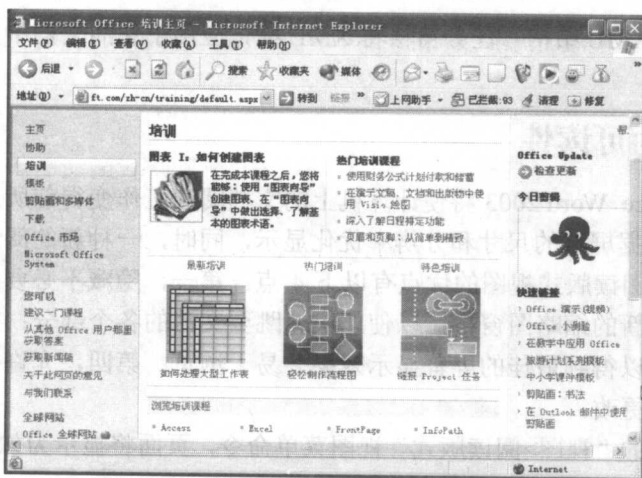 Microsoft Office 培训主页 - Microsoft Internet Explorer
文件(F) 编辑(E) 查看(V) 收藏(A) 工具(T) 帮助(H)
后退 搜索 收藏夹 媒体
地址(D) ft.com/zh-cn/training/default.aspx 转到 链接 » 上网助手 已拦截:93 清理 修复
主页
协助
培训
模板
剪贴画和多媒体
下载
Office 市场
Microsoft Office
System
您可以
建议一门课程
从其他 Office 用户那里
获取答案
获取新闻稿
关于此网页的意见
与我们联系
全球网站
Office 全球网站
培训
图表 I：如何创建图表
在完成本课程之后，您将
能够：使用“图表向导”
创建图表、在“图表向
导”中做出选择、了解基
本的图表术语。
热门培训课程
使用财务公式计划付款和储蓄
在演示文稿、文档和出版物中使
用 Visio 绘图
深入了解日程排定功能
页眉和页脚：从简单到精致
最新培训
热门培训
特色培训
如何处理大型工作表
轻松制作流程图
链接 Project 任务
浏览培训课程
Access
Excel
FrontPage
InfoPath
帮
Office Update
检查更新
今日剪辑
快速链接
Office 演示(视频)
Office 小测验
在教学中应用 Office
旅游计划系列模板
中小学课件模板
剪贴画：书法
在 Outlook 邮件中使用
剪贴画
Internet